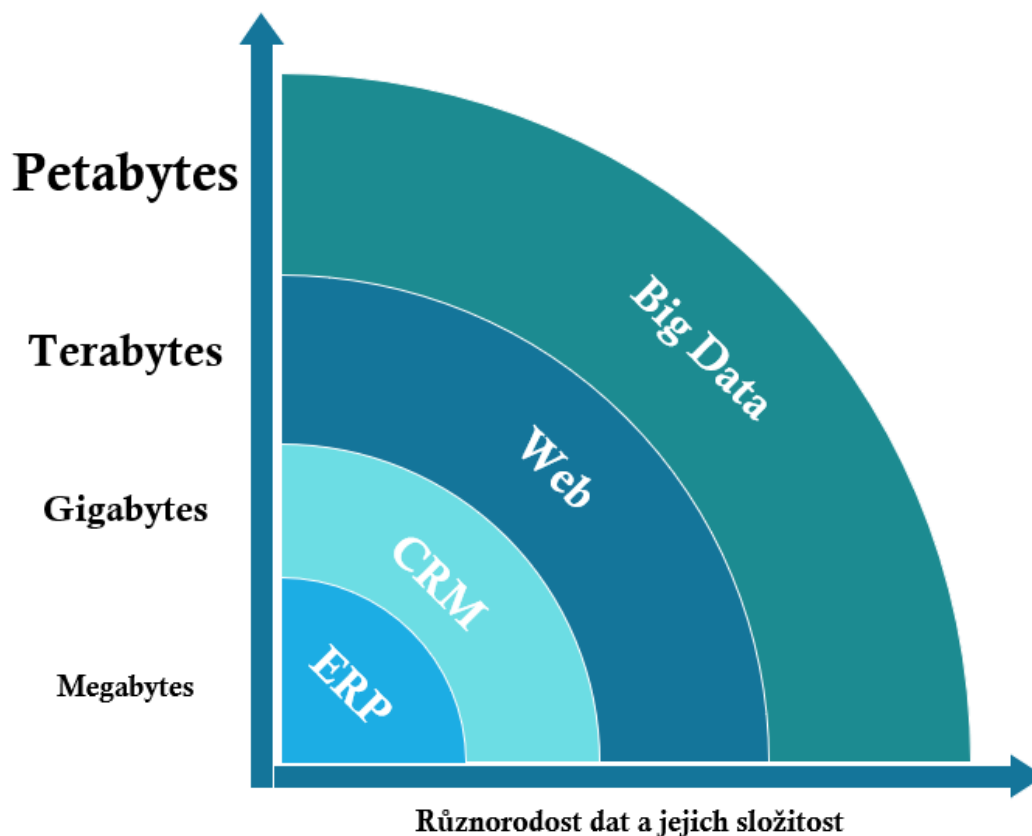 Petabytes
Big Data
Terabytes
Web
Gigabytes
CRM
Megabytes
ERP
Různorodost dat a jejich složitost